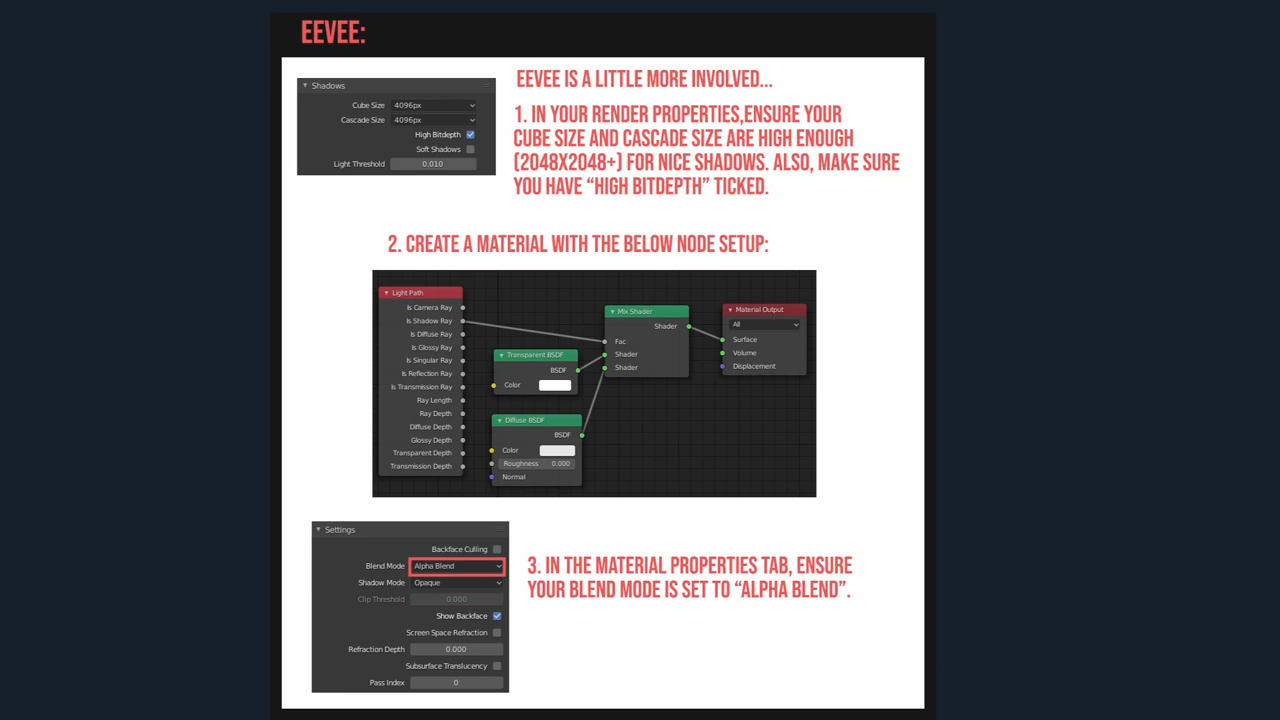 EEVEE:
Shadows
Cube Size 4096px
Cascade Size 4096px
High Bitdepth
Soft Shadows
Light Threshold 0.010
EEVEE IS A LITTLE MORE INVOLVED...
1. IN YOUR RENDER PROPERTIES,ENSURE YOUR
CUBE SIZE AND CASCADE SIZE ARE HIGH ENOUGH
(2048X2048+) FOR NICE SHADOWS. ALSO, MAKE SURE
YOU HAVE “HIGH BITDEPTH” TICKED.
2. CREATE A MATERIAL WITH THE BELOW NODE SETUP:
Light Path
Is Camera Ray
Is Shadow Ray
Is Diffuse Ray
Is Glossy Ray
Is Singular Ray
Is Reflection Ray
Is Transmission Ray
Ray Length
Ray Depth
Diffuse Depth
Glossy Depth
Transparent Depth
Transmission Depth
Transparent BSDF
BSDF
Color
Diffuse BSDF
BSDF
Color
Roughness 0.000
Normal
Mix Shader
Shader
Fac
Shader
Shader
Material Output
All
Surface
Volume
Displacement
Settings
Backface Culling
Blend Mode Alpha Blend
Shadow Mode Opaque
Clip Threshold 0.000
Show Backface
Screen Space Refraction
Refraction Depth 0.000
Subsurface Translucency
Pass Index 0
3. IN THE MATERIAL PROPERTIES TAB, ENSURE
YOUR BLEND MODE IS SET TO “ALPHA BLEND”.